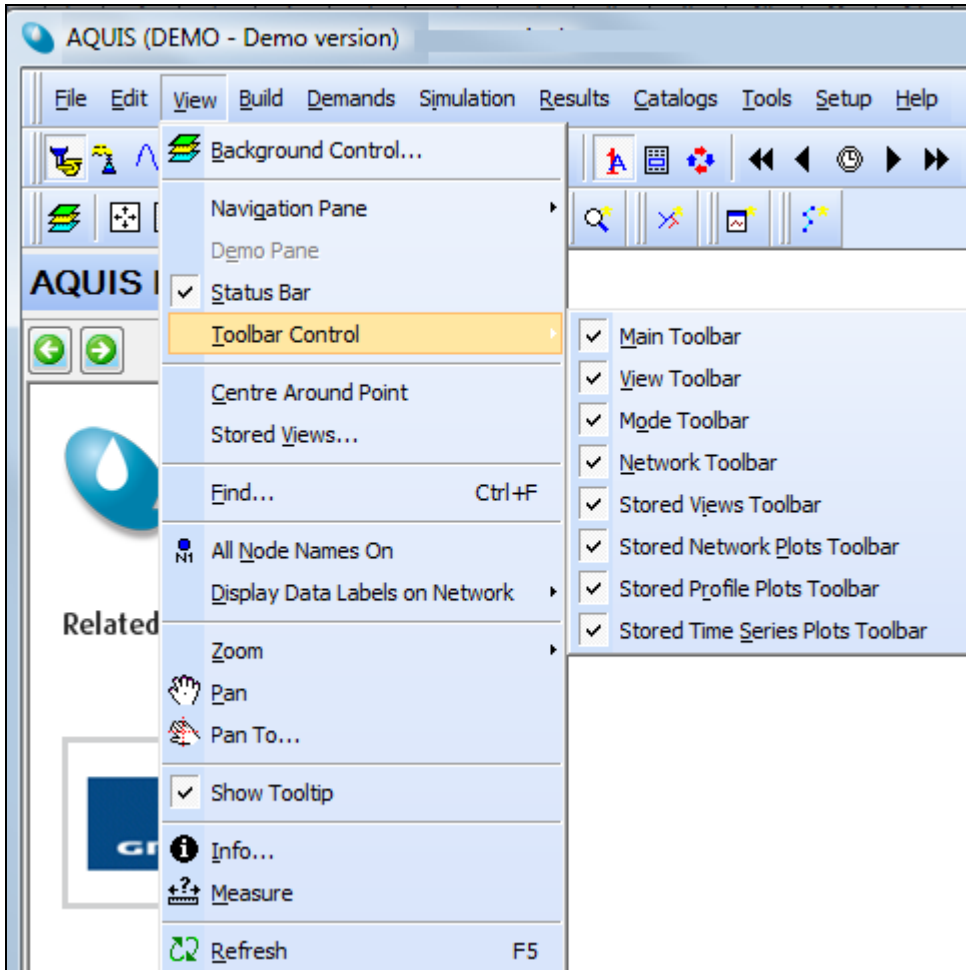 AQUIS (DEMO - Demo version)
File Edit View Build Demands Simulation Results Catalogs Tools Setup Help
Background Control...
Navigation Pane
Demo Pane
AQUIS
Status Bar
Toolbar Control
Main Toolbar
View Toolbar
Mode Toolbar
Network Toolbar
Stored Views Toolbar
Stored Network Plots Toolbar
Stored Profile Plots Toolbar
Stored Time Series Plots Toolbar
Centre Around Point
Stored Views...
Find... Ctrl+F
N1 All Node Names On
Display Data Labels on Network
Related
Zoom
Pan
Pan To...
Show Tooltip
Info...
Measure
Refresh F5